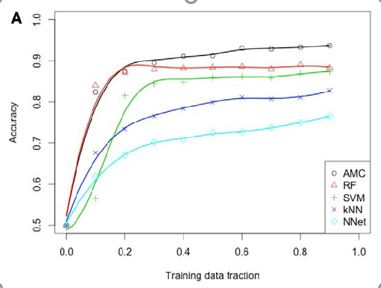 A
1.0
0.9
0.8
0.7
0.6
0.5
Accuracy
0.0 0.2 0.4 0.6 0.8 1.0
Training data fraction
AMC
RF
SVM
kNN
NNet